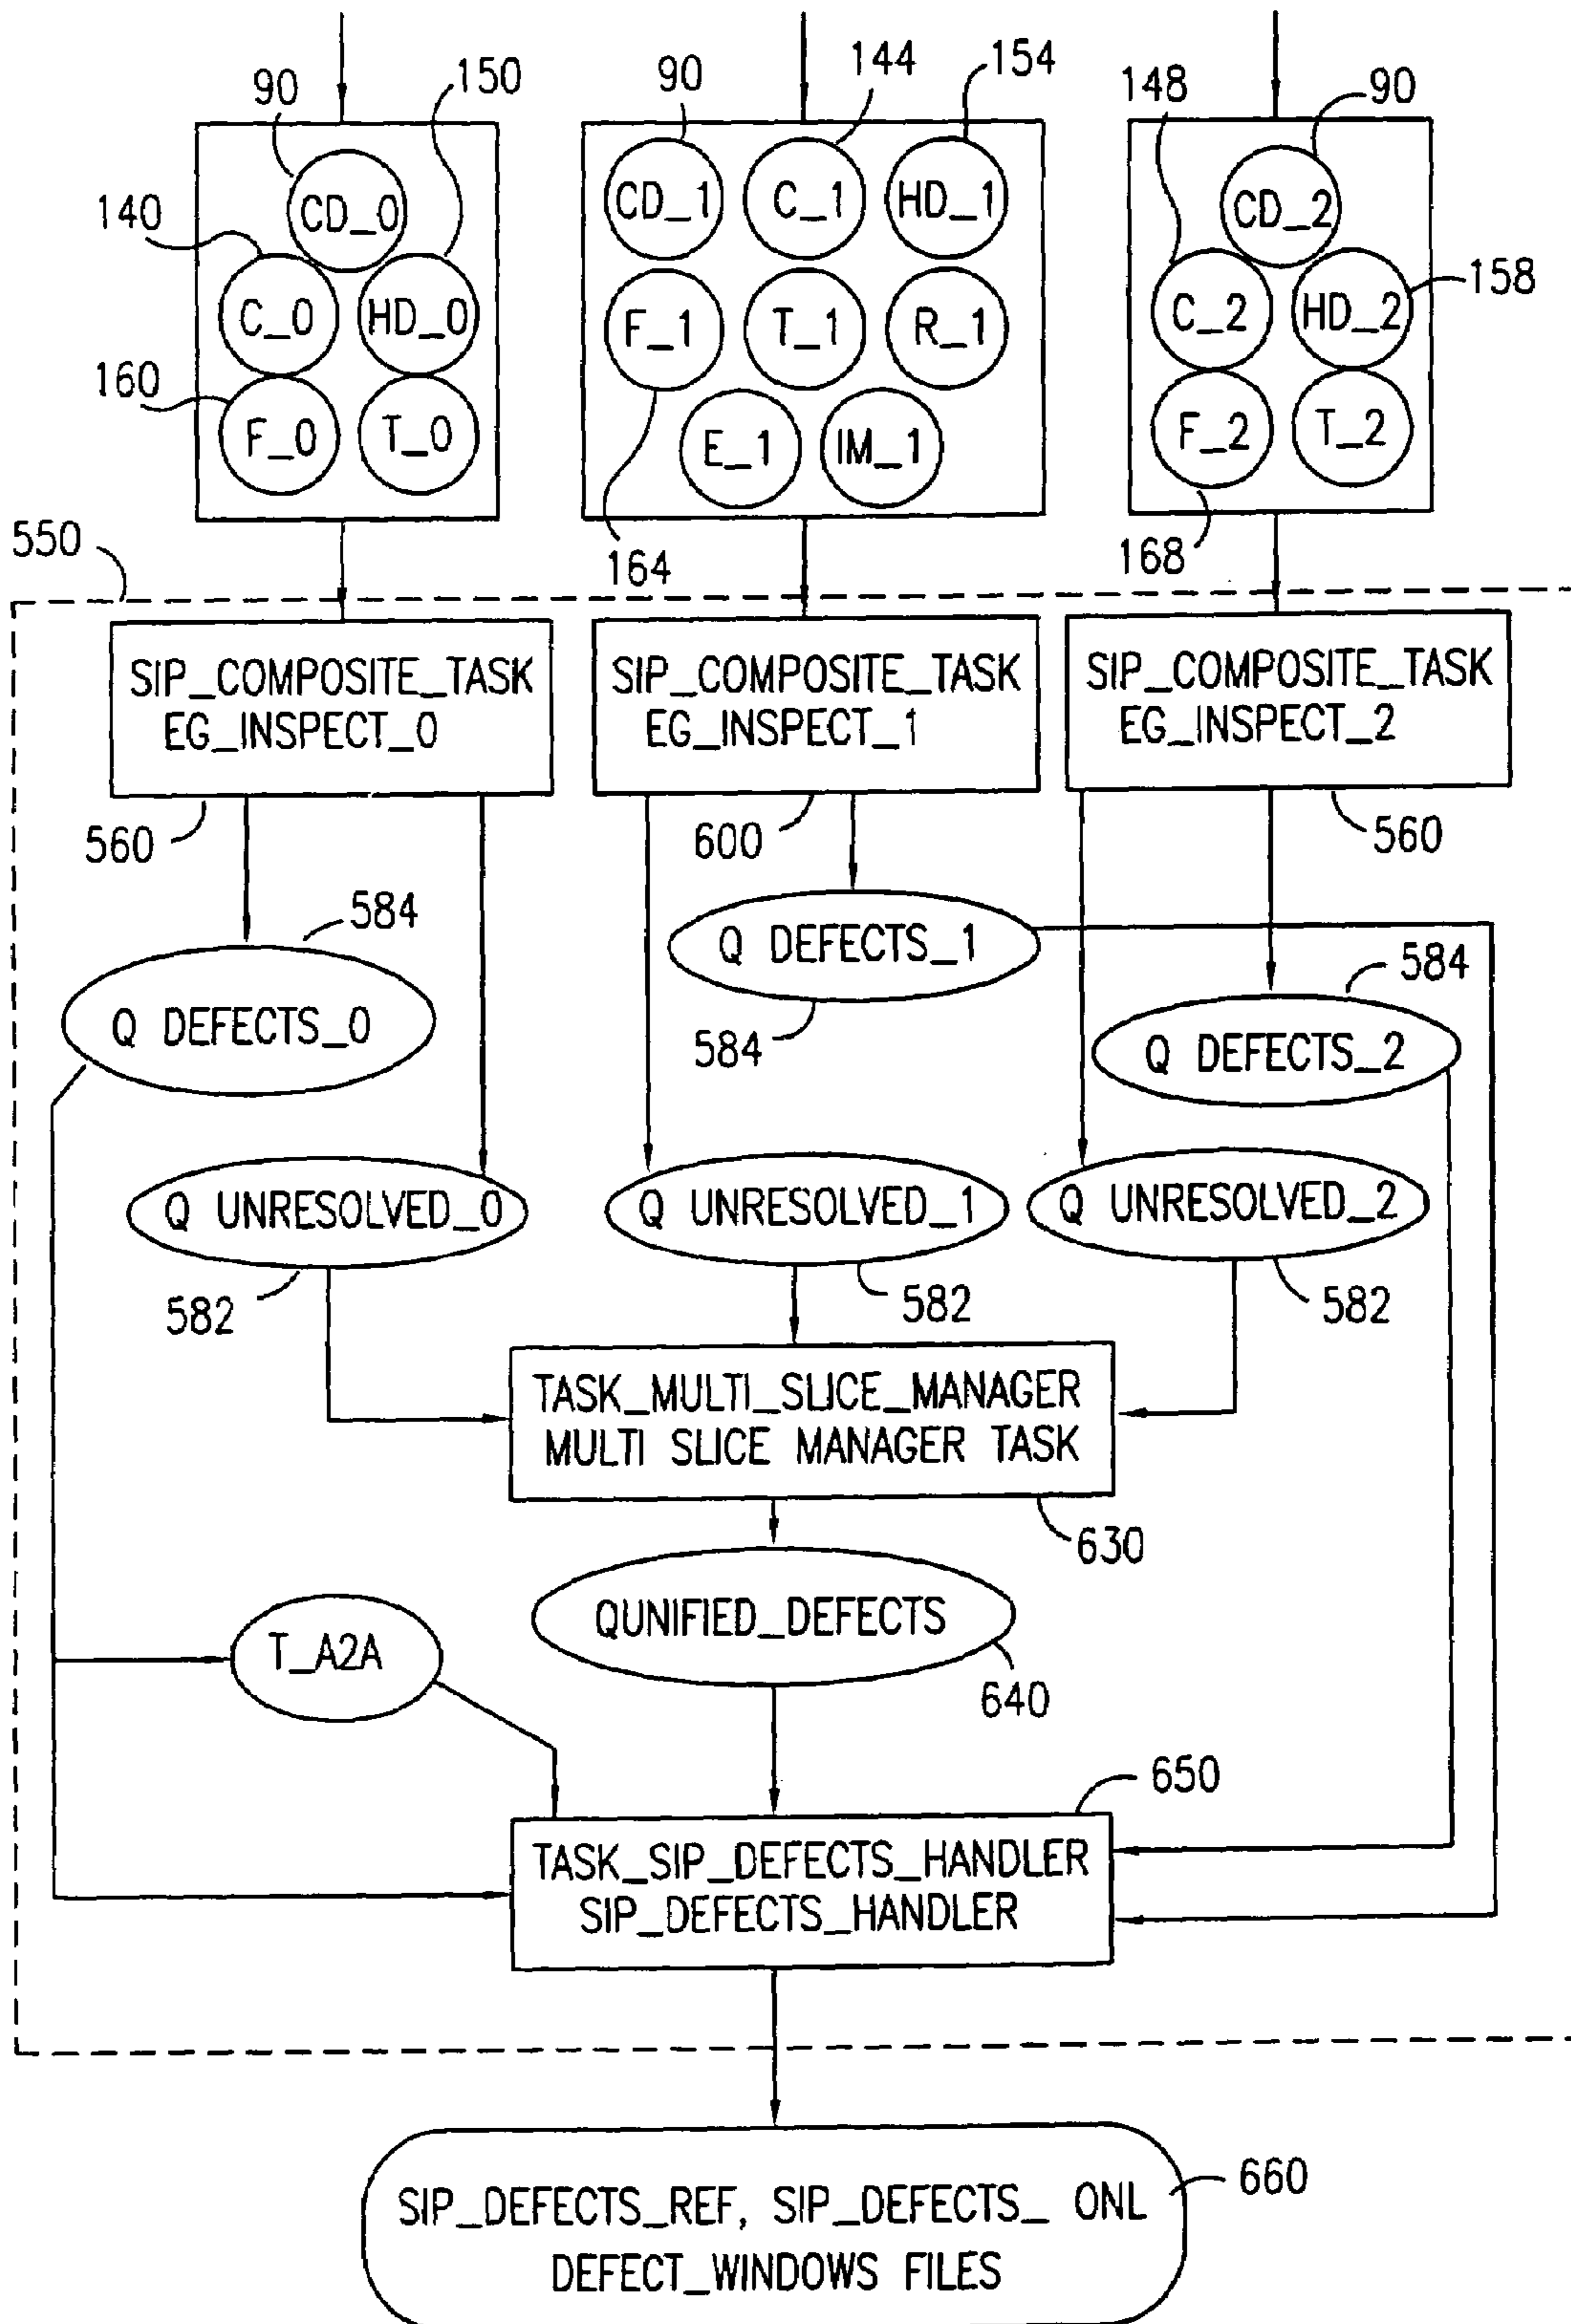 90
150
90
144
154
148
90
CD_0
CD_1
C_1
HD_1
CD_2
140
C_0
HD_0
F_1
T_1
R_1
C_2
HD_2
158
160
F_0
T_0
E_1
IM_1
F_2
T_2
550
164
168
SIP_COMPOSITE_TASK
EG_INSPECT_0
SIP_COMPOSITE_TASK
EG_INSPECT_1
SIP_COMPOSITE_TASK
EG_INSPECT_2
560
600
560
584
Q DEFECTS_1
584
Q DEFECTS_0
584
Q DEFECTS_2
Q UNRESOLVED_0
Q UNRESOLVED_1
Q UNRESOLVED_2
582
582
582
TASK_MULTI_SLICE_MANAGER
MULTI SLICE MANAGER TASK
630
QUNIFIED_DEFECTS
T_A2A
640
650
TASK_SIP_DEFECTS_HANDLER
SIP_DEFECTS_HANDLER
660
SIP_DEFECTS_REF, SIP_DEFECTS_ ONL
DEFECT_WINDOWS FILES